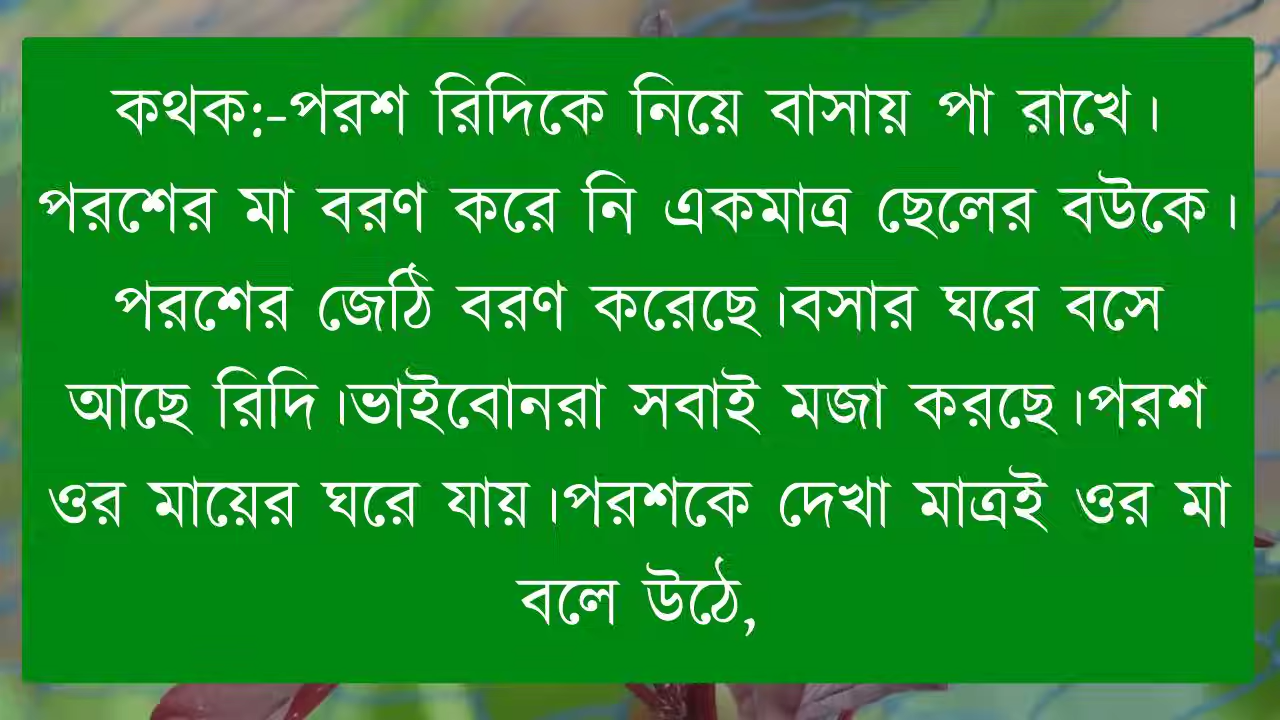 কথক:-পরশ রিদিকে নিয়ে বাসায় পা রাখে।
পরশের মা বরণ করে নি একমাত্র ছেলের বউকে।
পরশের জেঠি বরণ করেছে।বসার ঘরে বসে
আছে রিদি।ভাইবোনরা সবাই মজা করছে।পরশ
ওর মায়ের ঘরে যায়।পরশকে দেখা মাত্রই ওর মা
বলে উঠে,